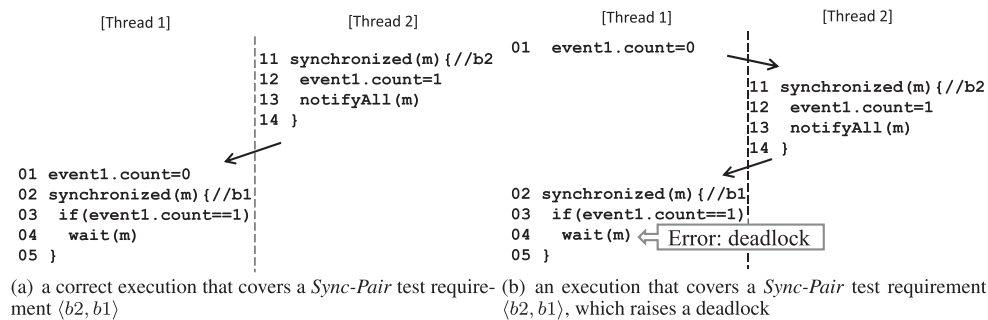 [Thread 1]
[Thread 2]
11 synchronized(m){//b2
12 event1.count=1
13 notifyAll(m)
14 }
01 event1.count=0
02 synchronized(m){//b1
03 if(event1.count==1)
04 wait(m)
05 }
(a) a correct execution that covers a Sync-Pair test require-
ment ⟨b2, b1⟩
[Thread 1]
[Thread 2]
01 event1.count=0
11 synchronized(m){//b2
12 event1.count=1
13 notifyAll(m)
14 }
02 synchronized(m){//b1
03 if(event1.count==1)
04 wait(m)
Error: deadlock
05 }
(b) an execution that covers a Sync-Pair test requirement
⟨b2, b1⟩, which raises a deadlock